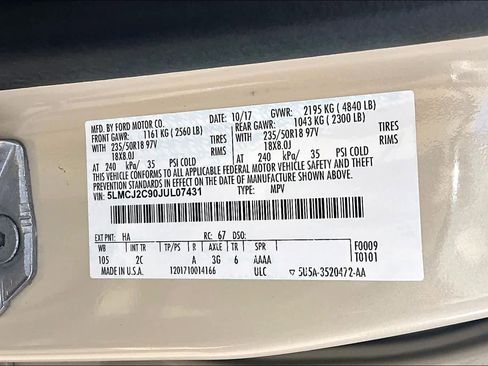 MFD. BY FORD MOTOR CO. 10/17 GVWR: 2195 KG ( 4840 LB)
FRONT GAWR: 1161 KG ( 2560 LB) REAR GAWR: 1043 KG ( 2300 LB)
WITH 235/50R18 97V TIRES WITH 235/50R18 97V TIRES
18X8.0J RIMS 18X8.0J RIMS
AT 240 kPa/ 35 PSI COLD AT 240 kPa/ 35 PSI COLD
THIS VEHICLE CONFORMS TO ALL APPLICABLE FEDERAL MOTOR VEHICLE SAFETY AND THEFT
PREVENTION STANDARDS IN EFFECT ON THE DATE OF MANUFACTURE SHOWN ABOVE.
VIN: 5LMCJ2C90JUL07431 TYPE: MPV
EXT PNT: HA RC: 67 DSO: F0009
WB INT TR TP/PS R AXLE TR SPR T0101
105 2C A 3G 6 AAAA
MADE IN U.S.A. 1201710014166 ULC 5U5A-3520472-AA